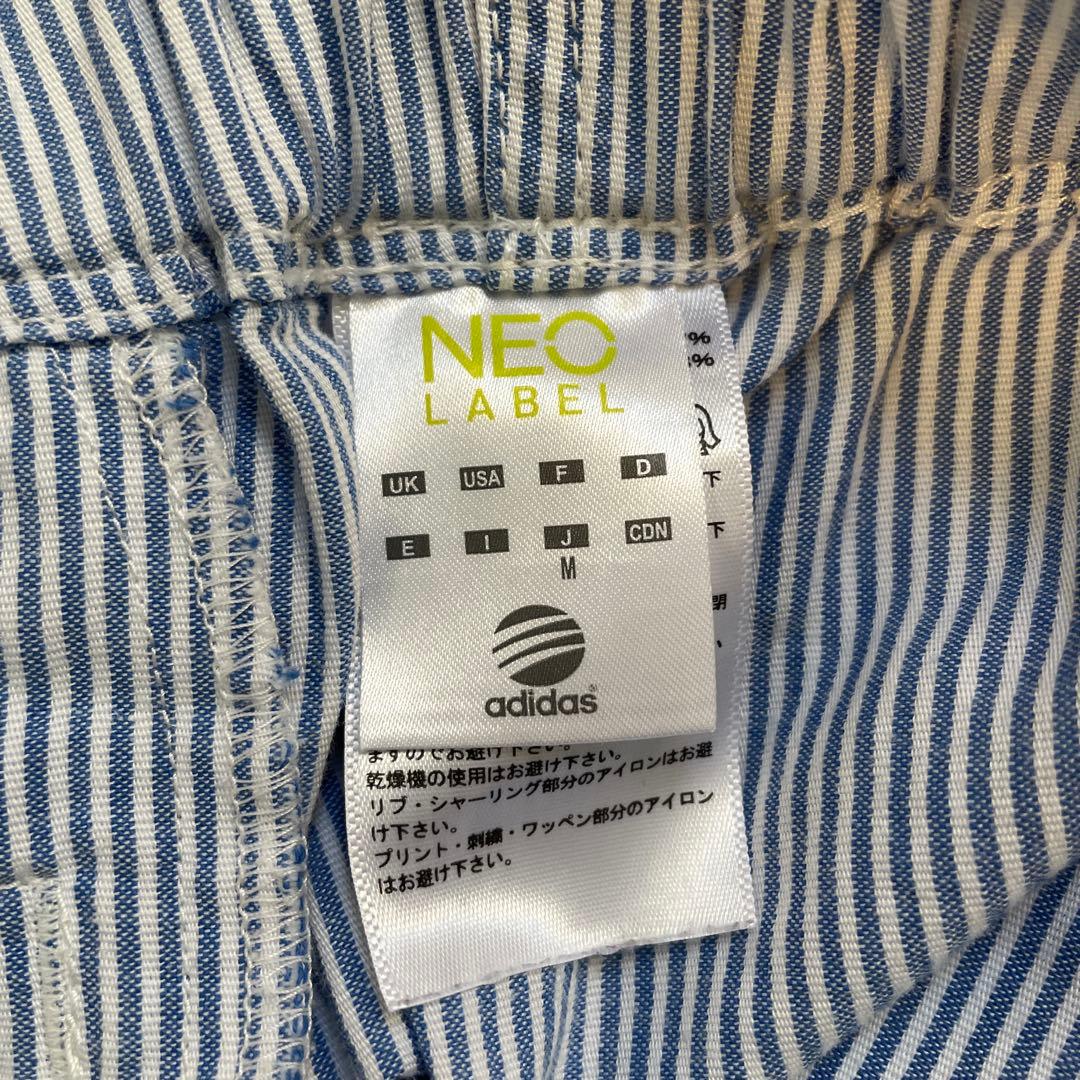 NEO
LABEL
%
%
UK USA F D
下
E I J CDN
下
M
閉
adidas
ますのでお避け下さい。
乾燥機の使用はお避け下さい。
リブ・シャーリング部分のアイロンはお避
け下さい。
プリント・刺繍・ワッペン部分のアイロン
はお避け下さい。